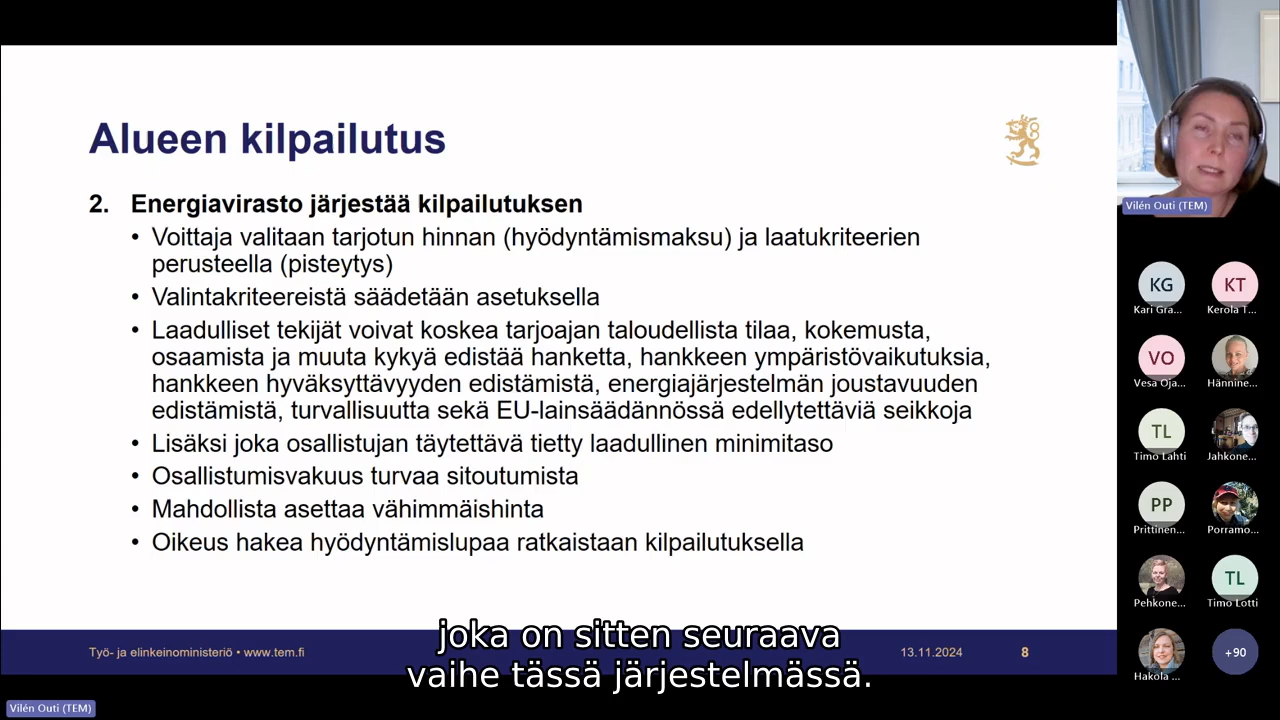 Alueen kilpailutus
2. Energiavirasto järjestää kilpailutuksen
• Voittaja valitaan tarjotun hinnan (hyödyntämismaksu) ja laatukriteerien
perusteella (pisteytys)
• Valintakriteereistä säädetään asetuksella
• Laadulliset tekijät voivat koskea tarjoajan taloudellista tilaa, kokemusta,
osaamista ja muuta kykyä edistää hanketta, hankkeen ympäristövaikutuksia,
hankkeen hyväksyttävyyden edistämistä, energiajärjestelmän joustavuuden
edistämistä, turvallisuutta sekä EU-lainsäädännössä edellytettäviä seikkoja
• Lisäksi joka osallistujan täytettävä tietty laadullinen minimitaso
• Osallistumisvakuus turvaa sitoutumista
• Mahdollista asettaa vähimmäishinta
• Oikeus hakea hyödyntämislupaa ratkaistaan kilpailutuksella
Työ- ja elinkeinoministeriö • www.tem.fi
13.11.2024
8
joka on sitten seuraava
vaihe tässä järjestelmässä.
Vilén Outi (TEM)
Vilén Outi (TEM)
KG
KT
Kari Gra...
Kerola T...
VO
Vesa Oja...
Hännine...
TL
Timo Lahti
Jahkone...
PP
Prittinen...
Porramo...
TL
Pehkone...
Timo Lotti
Hakola ...
+90